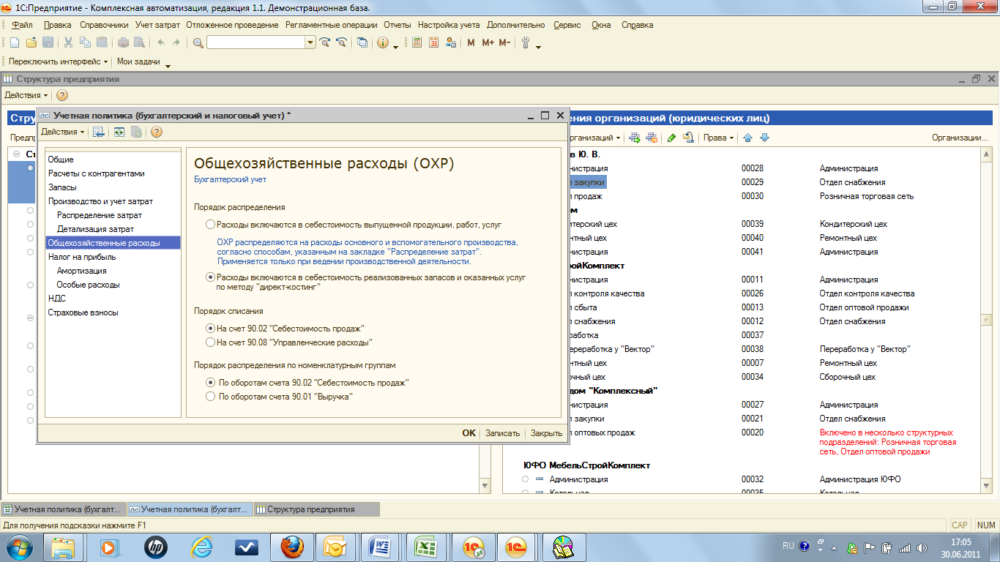 1С:Предприятие - Комплексная автоматизация, редакция 1.1. Демонстрационная база.
Файл Правка Справочники Учет затрат Отложенное проведение Регламентные операции Отчеты Настройка учета Дополнительно Сервис Окна Справка
M M+ M-
Переключить интерфейс Мои задачи
Структура предприятия
Действия
Учетная политика (бухгалтерский и налоговый учет) *
Действия
Общие
Расчеты с контрагентами
Запасы
Производство и учет затрат
Распределение затрат
Детализация затрат
Общехозяйственные расходы
Налог на прибыль
Амортизация
Особые расходы
НДС
Страховые взносы
Общехозяйственные расходы (ОХР)
Бухгалтерский учет
Порядок распределения
Расходы включаются в себестоимость выпущенной продукции, работ, услуг
ОХР распределяются на расходы основного и вспомогательного производства,
согласно способам, указанным на закладке "Распределение затрат".
Применяется только при ведении производственной деятельности.
Расходы включаются в себестоимость реализованных запасов и оказанных услуг
по методу "директ-костинг"
Порядок списания
На счет 90.02 "Себестоимость продаж"
На счет 90.08 "Управленческие расходы"
Порядок распределения по номенклатурным группам
По оборотам счета 90.02 "Себестоимость продаж"
По оборотам счета 90.01 "Выручка"
OK Записать Закрыть
Стру
ения организаций (юридических лиц)
Предпр
рганизаций Права Организации...
Ст
в Ю. В.
министрация 00028 Администрация
л закупки 00029 Отдел снабжения
л продаж 00030 Розничная торговая сеть
ом
дитерский цех 00039 Кондитерский цех
онтный цех 00040 Ремонтный цех
министрация 00041 Администрация
ройКомплект
министрация 00011 Администрация
л контроля качества 00026 Отдел контроля качества
л сбыта 00013 Отдел оптовой продажи
л снабжения 00012 Отдел снабжения
работка 00037
ереработка у "Вектор" 00038 Переработка у "Вектор"
онтный цех 00007 Ремонтный цех
рочный цех 00034 Сборочный цех
дом "Комплексный"
министрация 00027 Администрация
л закупки 00021 Отдел снабжения
л оптовых продаж 00020 Включено в несколько структурных
подразделений: Розничная торговая
сеть, Отдел оптовой продажи
ЮФО МебельСтройКомплект
Администрация 00032 Администрация ЮФО
Котельная 00035 Котельная
Учетная политика (бухгалт... Учетная политика (бухгалт... Структура предприятия
Для получения подсказки нажмите F1
CAP NUM
RU
17:05
30.06.2011